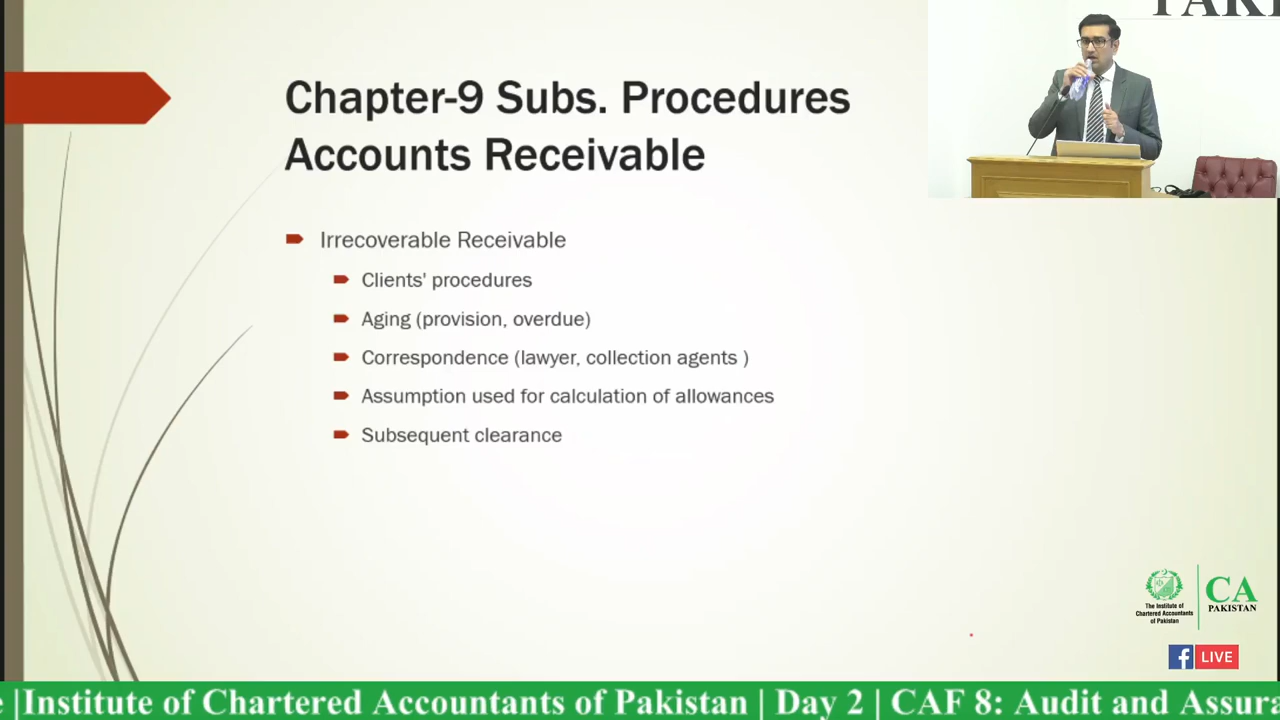 Chapter-9 Subs. Procedures
Accounts Receivable
Irrecoverable Receivable
Clients' procedures
Aging (provision, overdue)
Correspondence (lawyer, collection agents )
Assumption used for calculation of allowances
Subsequent clearance
The Institute of
Chartered Accountants
of Pakistan
CA
PAKISTAN
f LIVE
|Institute of Chartered Accountants of Pakistan | Day 2 | CAF 8: Audit and